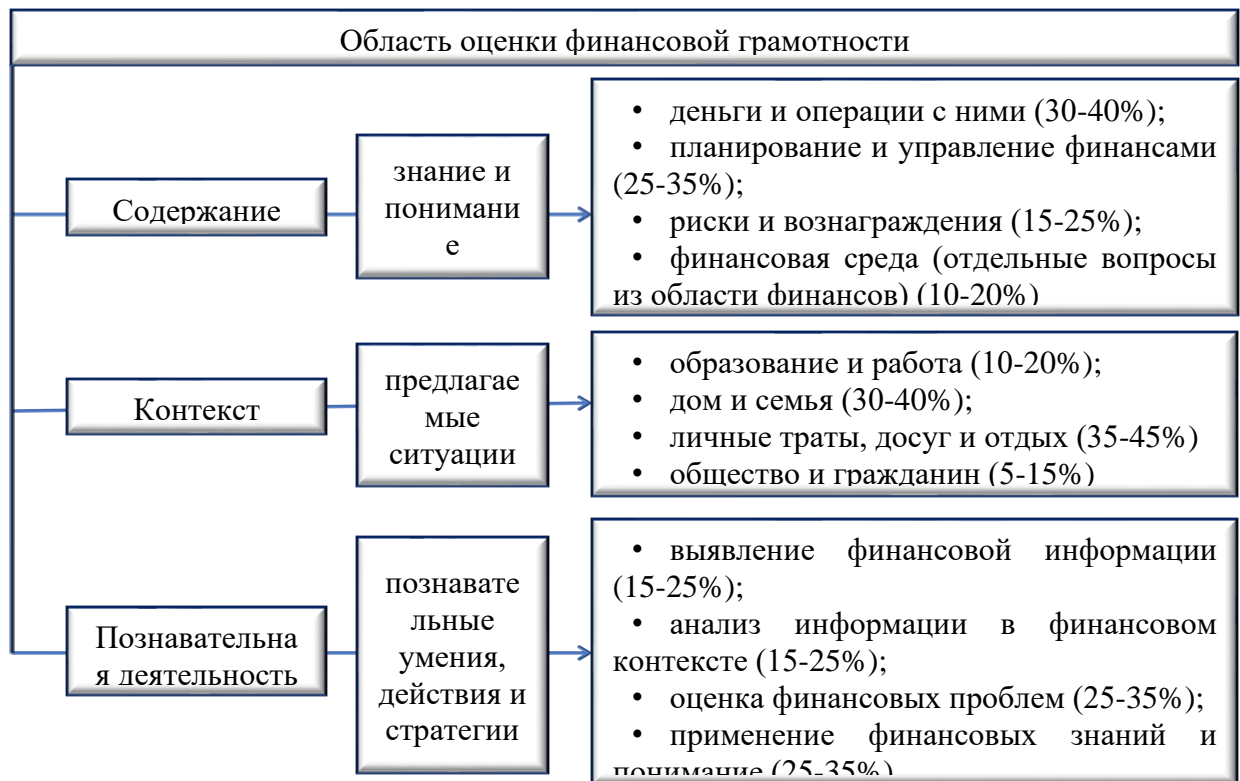 Область оценки финансовой грамотности
Содержание
знание и
понимани
е
• деньги и операции с ними (30-40%);
• планирование и управление финансами
(25-35%);
• риски и вознаграждения (15-25%);
• финансовая среда (отдельные вопросы
из области финансов) (10-20%)
Контекст
предлагае
мые
ситуации
• образование и работа (10-20%);
• дом и семья (30-40%);
• личные траты, досуг и отдых (35-45%)
• общество и гражданин (5-15%)
Познавательна
я деятельность
познавате
льные
умения,
действия и
стратегии
• выявление финансовой информации
(15-25%);
• анализ информации в финансовом
контексте (15-25%);
• оценка финансовых проблем (25-35%);
• применение финансовых знаний и
понимание (25-35%)